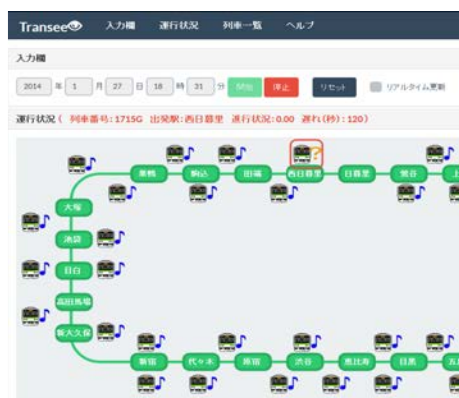 Transee 入力欄 運行状況 列車一覧 ヘルプ
入力欄
2014 年 1 月 27 日 18 時 31 分 開始 停止 リセット リアルタイム更新
運行状況 ( 列車番号:1715G 出発駅:西日暮里 進行状況:0.00 遅れ(秒):120)
巣鴨 駒込 田端 西日暮里 日暮里 鶯谷 上
大塚
池袋
目白
高田馬場
新大久保
新宿 代々木 原宿 渋谷 恵比寿 目黒 五